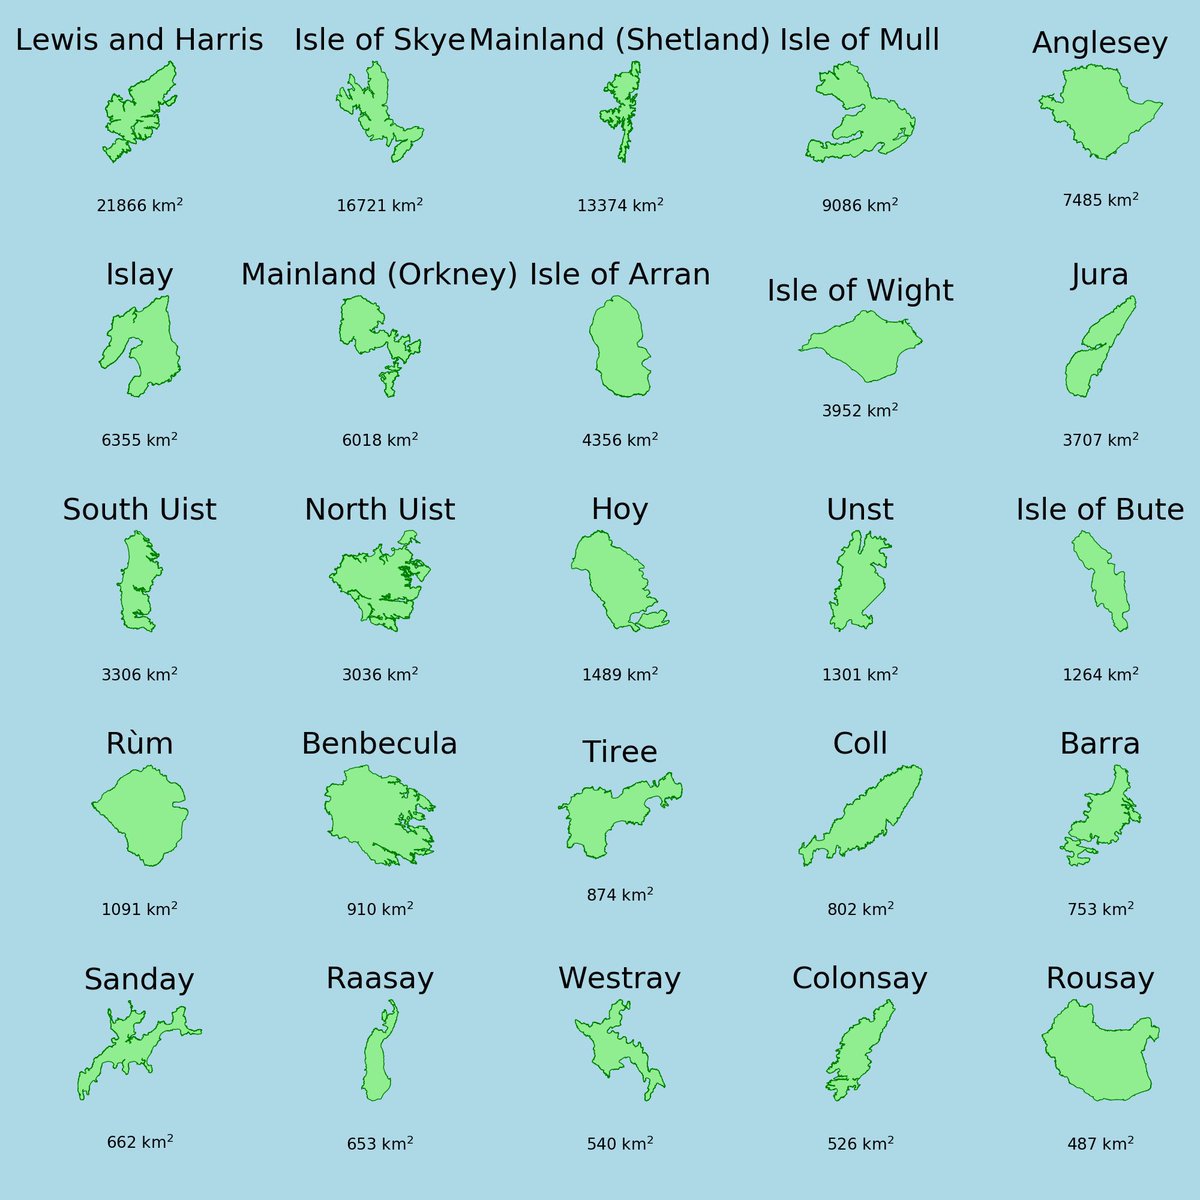 Lewis and Harris
Isle of Skye
Mainland (Shetland)
Isle of Mull
Anglesey
21866 km²
16721 km²
13374 km²
9086 km²
7485 km²
Islay
Mainland (Orkney)
Isle of Arran
Isle of Wight
Jura
6355 km²
6018 km²
4356 km²
3952 km²
3707 km²
South Uist
North Uist
Hoy
Unst
Isle of Bute
3306 km²
3036 km²
1489 km²
1301 km²
1264 km²
Rùm
Benbecula
Tiree
Coll
Barra
1091 km²
910 km²
874 km²
802 km²
753 km²
Sanday
Raasay
Westray
Colonsay
Rousay
662 km²
653 km²
540 km²
526 km²
487 km²